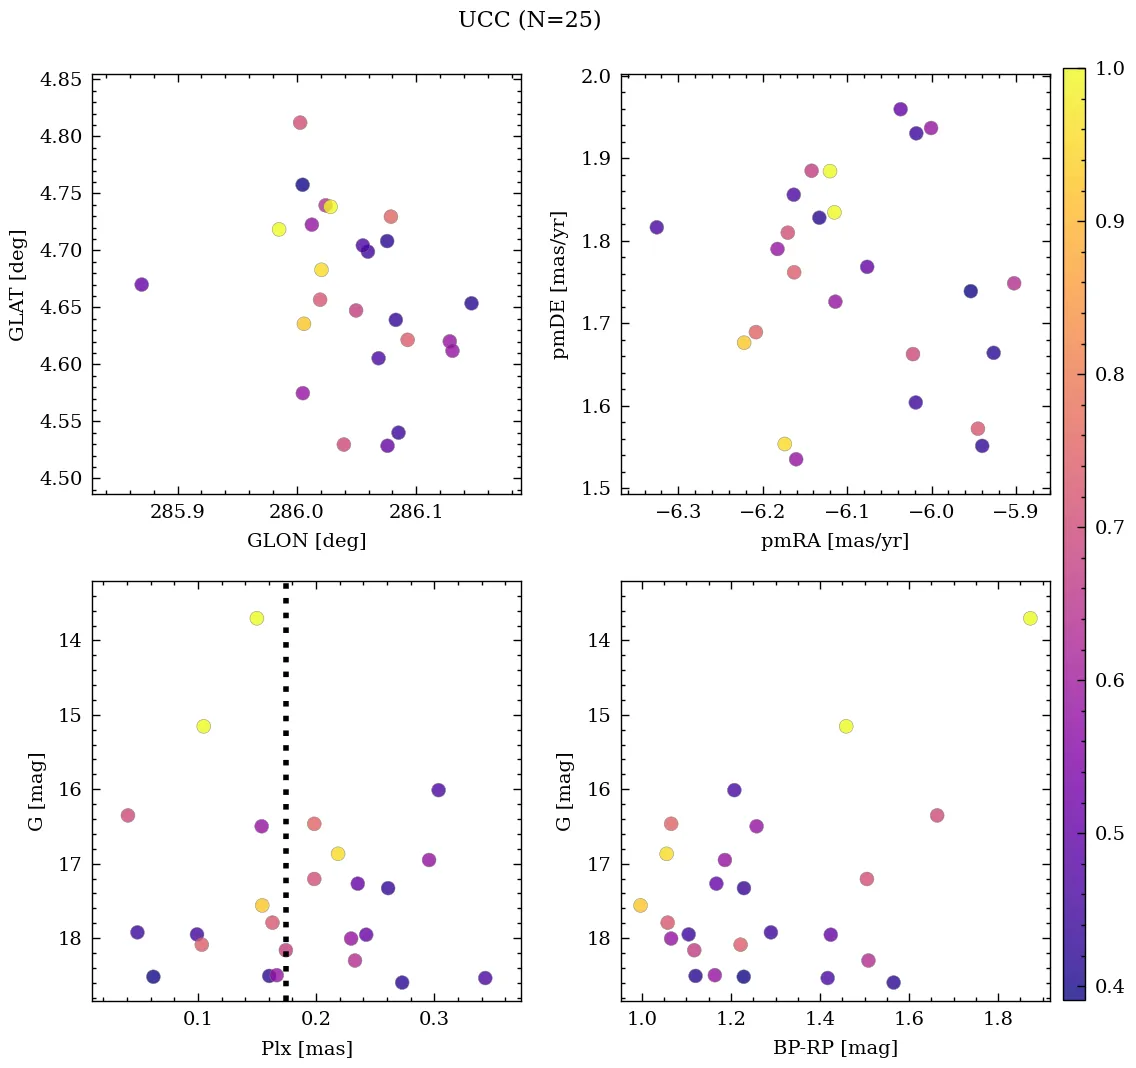 UCC (N=25)
4.85
4.80
4.75
4.70
4.65
4.60
4.55
4.50
GLAT [deg]
285.9 286.0 286.1
GLON [deg]
2.0
1.9
1.8
1.7
1.6
1.5
pmDE [mas/yr]
−6.3 −6.2 −6.1 −6.0 −5.9
pmRA [mas/yr]
14
15
16
17
18
G [mag]
0.1 0.2 0.3
Plx [mas]
14
15
16
17
18
G [mag]
1.0 1.2 1.4 1.6 1.8
BP-RP [mag]
1.0
0.9
0.8
0.7
0.6
0.5
0.4